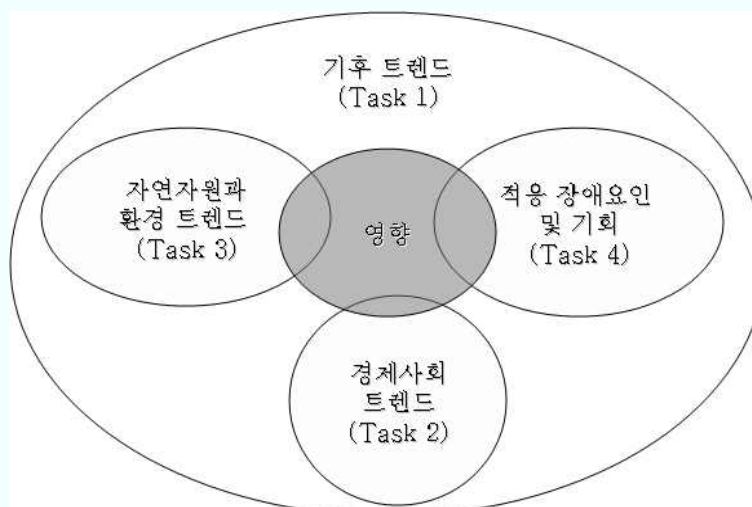 기후 트렌드
(Task 1)
자연자원과
환경 트렌드
(Task 3)
영향
적응 장애요인
및 기회
(Task 4)
경제사회
트렌드
(Task 2)